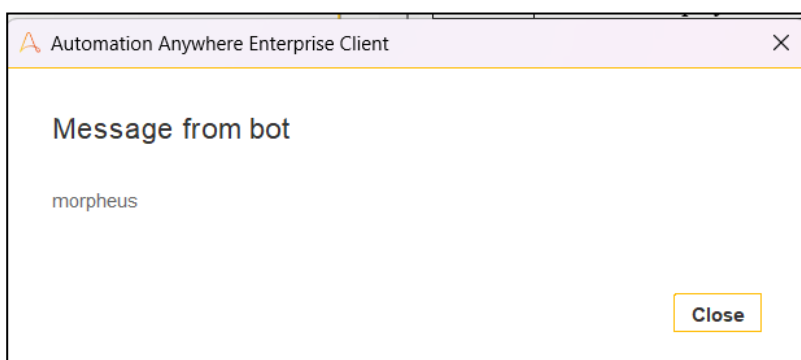 Automation Anywhere Enterprise Client
Message from bot
morpheus
Close